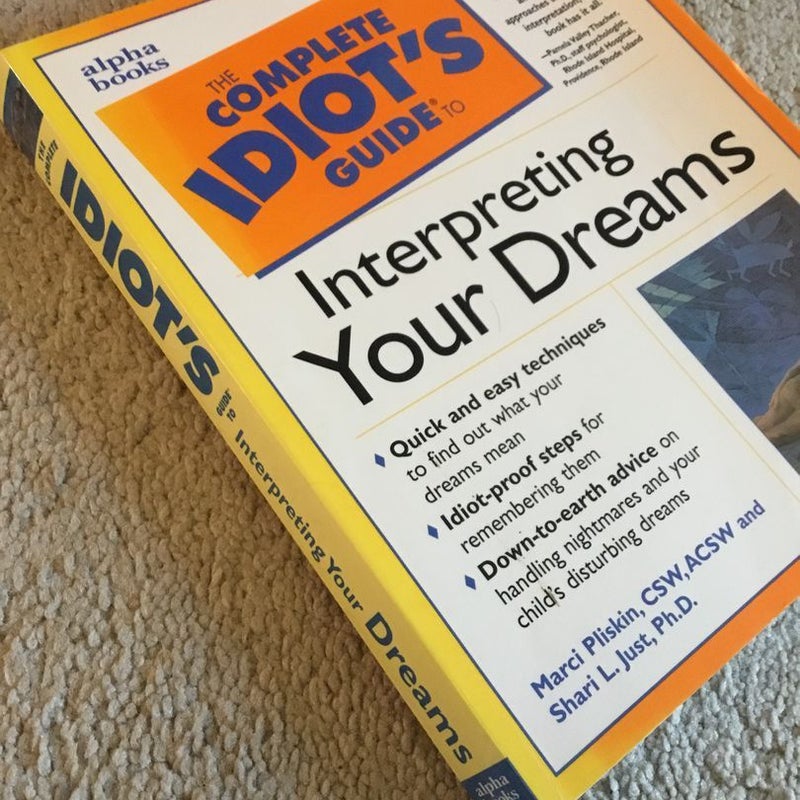 alpha
books
THE
COMPLETE
IDIOT'S
GUIDE® TO
approaches
interpretation,
book has it all.
—Pamela Valley Thacher,
Ph.D., staff psychologist,
Rhode Island Hospital,
Providence, Rhode Island
Interpreting
Your Dreams
Quick and easy techniques
to find out what your
dreams mean
Idiot-proof steps for
remembering them
Down-to-earth advice on
handling nightmares and your
child's disturbing dreams
Marci Pliskin, CSW, ACSW and
Shari L. Just, Ph.D.
THE
COMPLETE
IDIOT'S
GUIDE® TO
Interpreting Your Dreams
alpha